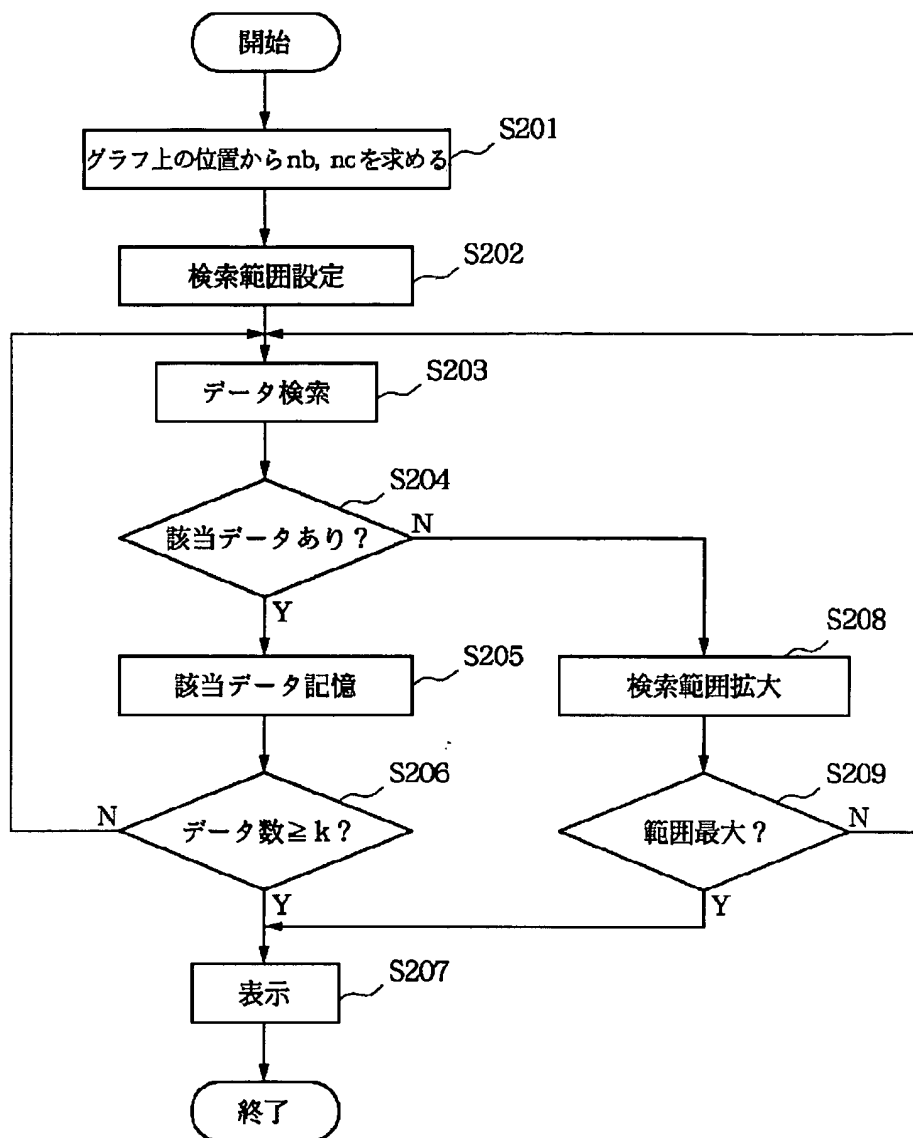 開始
S201
グラフ上の位置からnb, ncを求める
S202
検索範囲設定
S203
データ検索
S204
該当データあり？
N
Y
S205
該当データ記憶
S208
検索範囲拡大
S206
データ数≧k？
N
Y
S209
範囲最大？
N
Y
S207
表示
終了